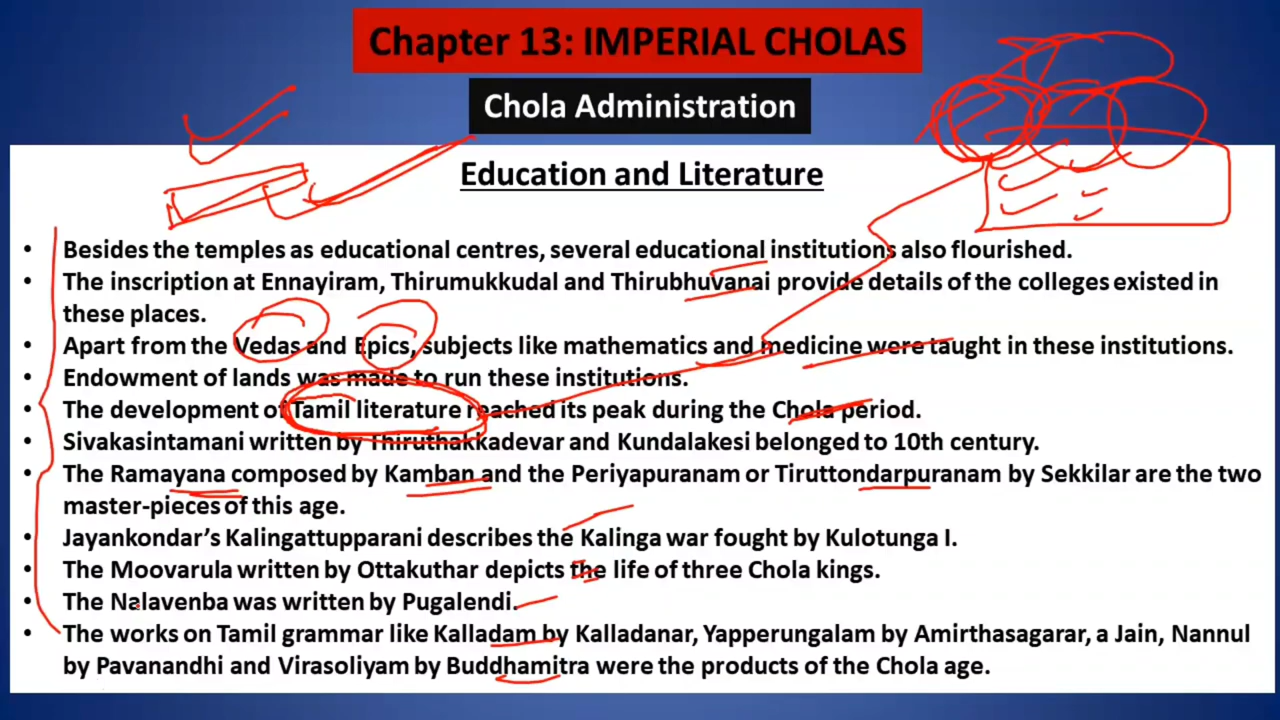 Chapter 13: IMPERIAL CHOLAS
Chola Administration
Education and Literature
• Besides the temples as educational centres, several educational institutions also flourished.
• The inscription at Ennayiram, Thirumukkudal and Thirubhuvanai provide details of the colleges existed in
these places.
• Apart from the Vedas and Epics, subjects like mathematics and medicine were taught in these institutions.
• Endowment of lands was made to run these institutions.
• The development of Tamil literature reached its peak during the Chola period.
• Sivakasintamani written by Thiruthakkadevar and Kundalakesi belonged to 10th century.
• The Ramayana composed by Kamban and the Periyapuranam or Tiruttondarpuranam by Sekkilar are the two
master-pieces of this age.
• Jayankondar's Kalingattupparani describes the Kalinga war fought by Kulotunga I.
• The Moovarula written by Ottakuthar depicts the life of three Chola kings.
• The Nalavenba was written by Pugalendi.
• The works on Tamil grammar like Kalladam by Kalladanar, Yapperungalam by Amirthasagarar, a Jain, Nannul
by Pavanandhi and Virasoliyam by Buddhamitra were the products of the Chola age.